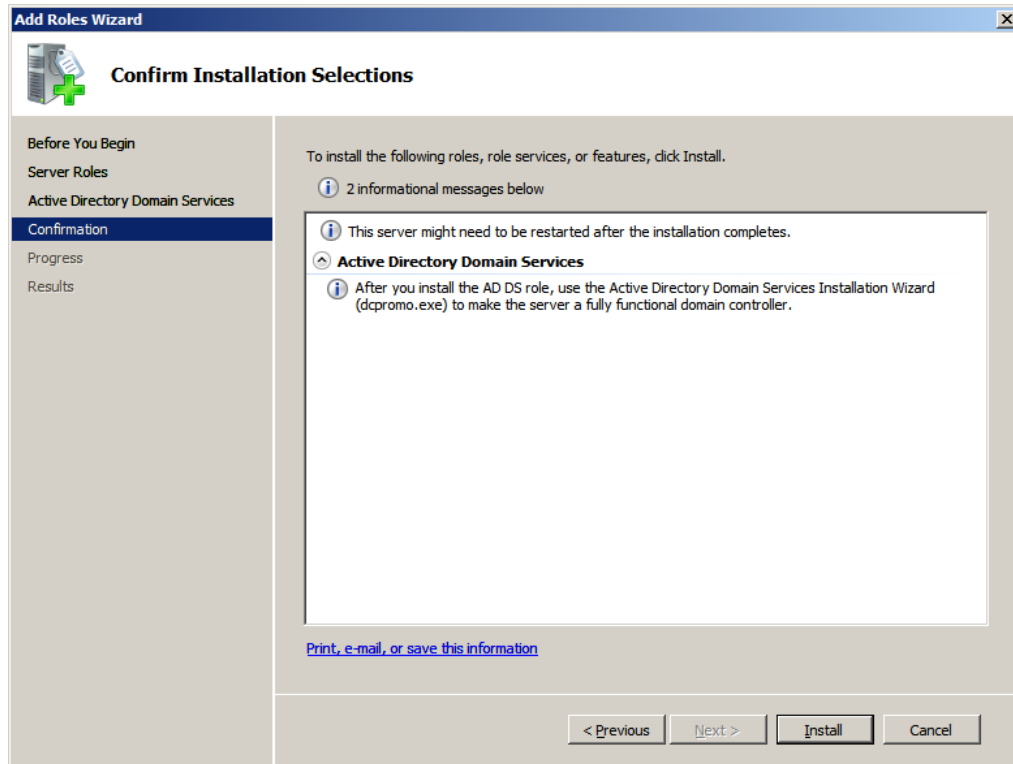 Add Roles Wizard
Confirm Installation Selections
Before You Begin
Server Roles
Active Directory Domain Services
Confirmation
Progress
Results
To install the following roles, role services, or features, click Install.
2 informational messages below
This server might need to be restarted after the installation completes.
Active Directory Domain Services
After you install the AD DS role, use the Active Directory Domain Services Installation Wizard
(dcpromo.exe) to make the server a fully functional domain controller.
Print, e-mail, or save this information
< Previous
Next >
Install
Cancel